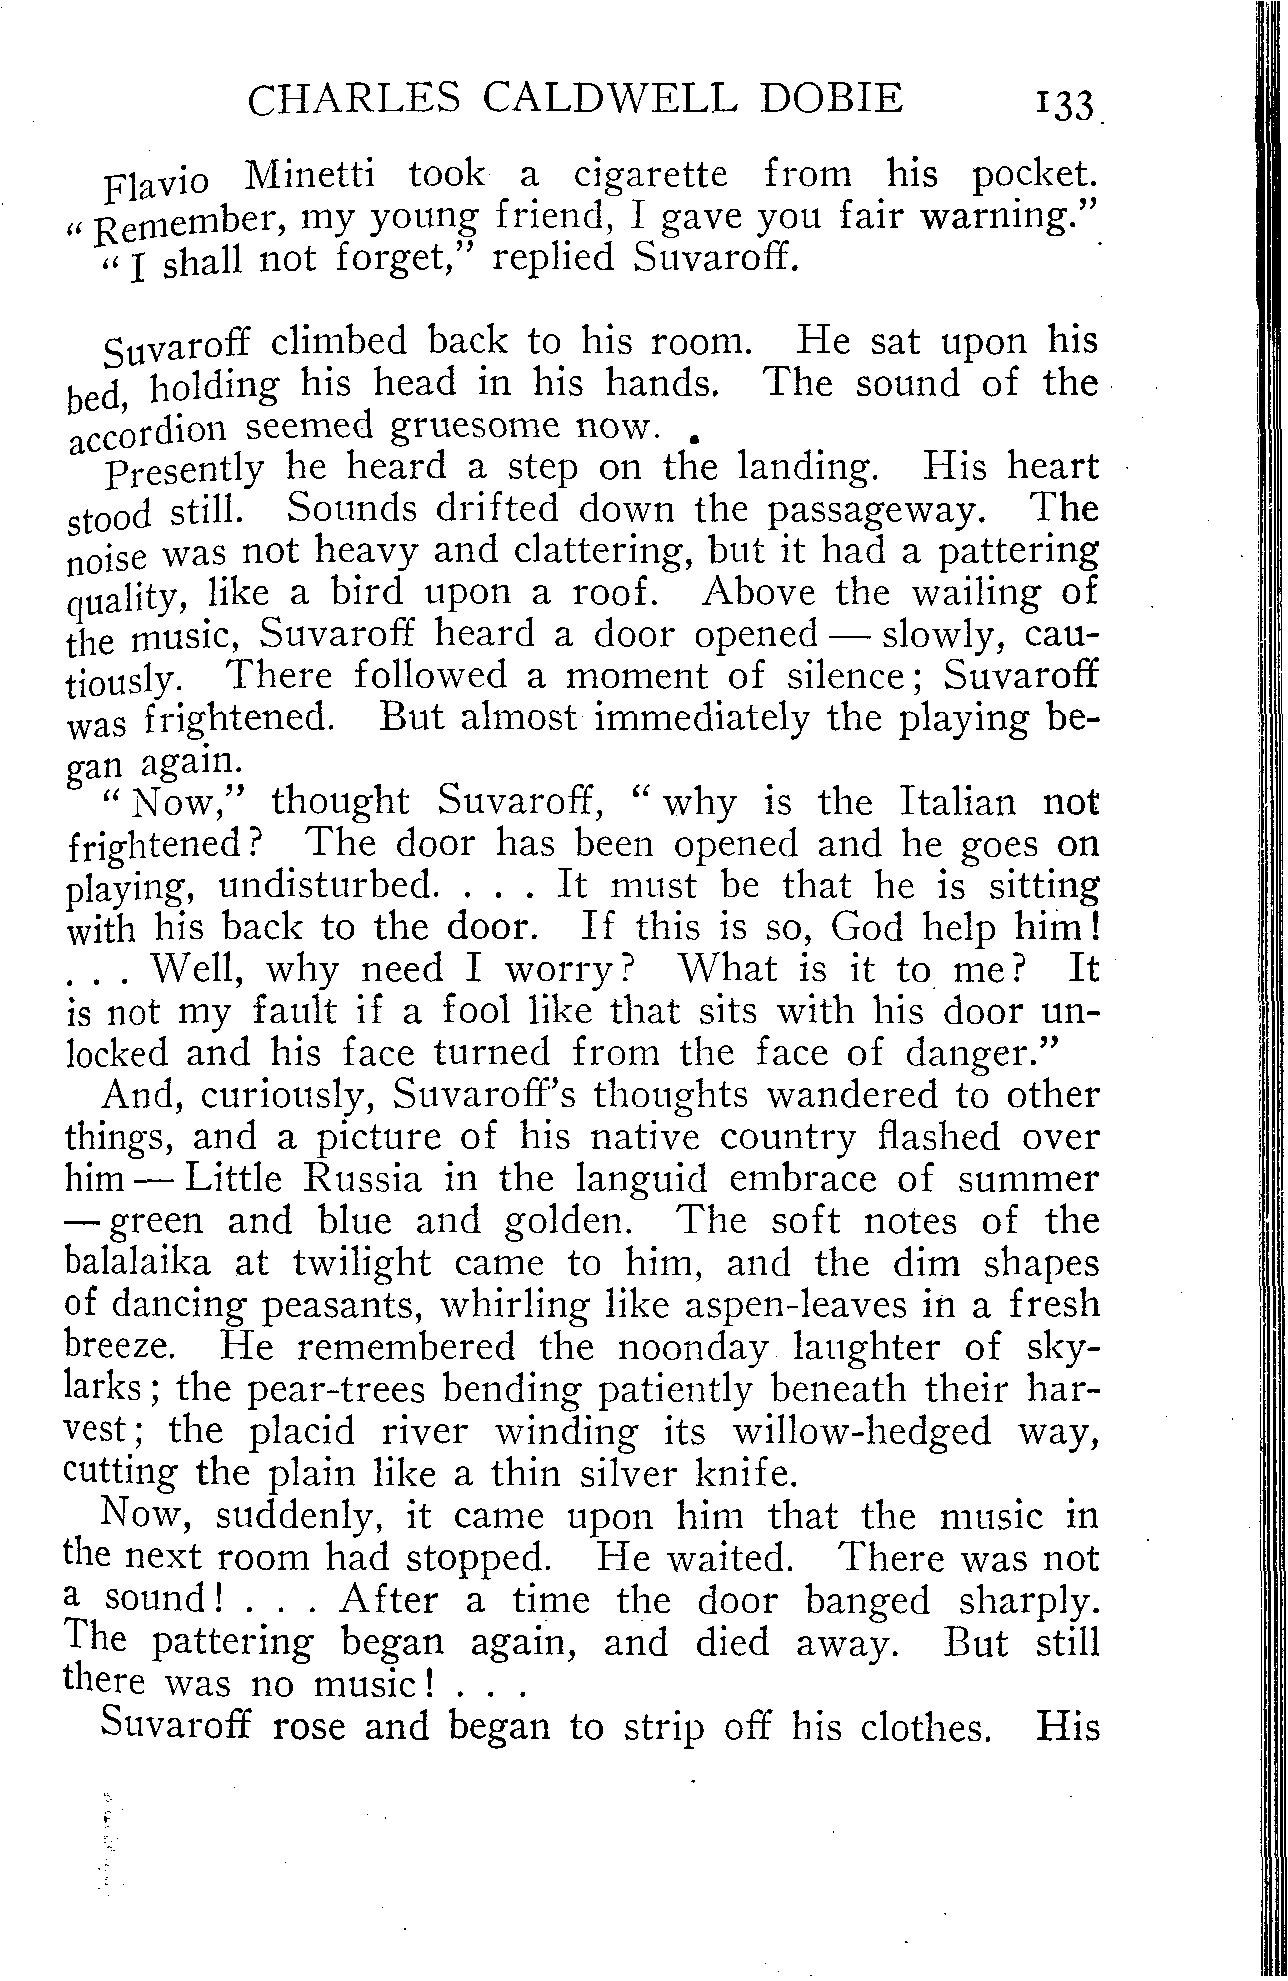 CHARLES CALDWELL DOBIE 133
Flavio Minetti took a cigarette from his pocket.
“Remember, my young friend, I gave you fair warning.”
“I shall not forget,” replied Suvaroff.
Suvaroff climbed back to his room. He sat upon his
bed, holding his head in his hands. The sound of the
accordion seemed gruesome now.
Presently he heard a step on the landing. His heart
stood still. Sounds drifted down the passageway. The
noise was not heavy and clattering, but it had a pattering
quality, like a bird upon a roof. Above the wailing of
the music, Suvaroff heard a door opened — slowly, cau-
tiously. There followed a moment of silence; Suvaroff
was frightened. But almost immediately the playing be-
gan again.
“Now,” thought Suvaroff, “why is the Italian not
frightened? The door has been opened and he goes on
playing, undisturbed. . . . It must be that he is sitting
with his back to the door. If this is so, God help him!
. . . Well, why need I worry? What is it to me? It
is not my fault if a fool like that sits with his door un-
locked and his face turned from the face of danger.”
And, curiously, Suvaroff’s thoughts wandered to other
things, and a picture of his native country flashed over
him — Little Russia in the languid embrace of summer
— green and blue and golden. The soft notes of the
balalaika at twilight came to him, and the dim shapes
of dancing peasants, whirling like aspen-leaves in a fresh
breeze. He remembered the noonday laughter of sky-
larks; the pear-trees bending patiently beneath their har-
vest; the placid river winding its willow-hedged way,
cutting the plain like a thin silver knife.
Now, suddenly, it came upon him that the music in
the next room had stopped. He waited. There was not
a sound! . . . After a time the door banged sharply.
The pattering began again, and died away. But still
there was no music! . . .
Suvaroff rose and began to strip off his clothes. His